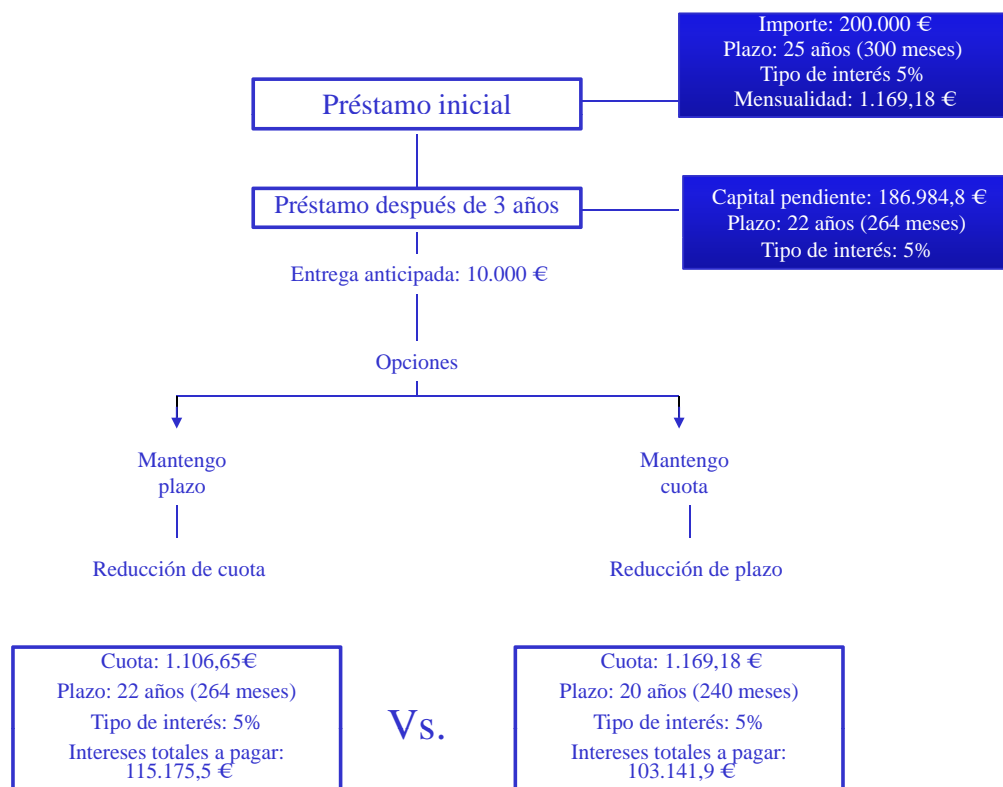 Importe: 200.000 €
Plazo: 25 años (300 meses)
Tipo de interés 5%
Mensualidad: 1.169,18 €
Préstamo inicial
Préstamo después de 3 años
Capital pendiente: 186.984,8 €
Plazo: 22 años (264 meses)
Tipo de interés: 5%
Entrega anticipada: 10.000 €
Opciones
Mantengo
plazo
Mantengo
cuota
Reducción de cuota
Reducción de plazo
Cuota: 1.106,65€
Plazo: 22 años (264 meses)
Tipo de interés: 5%
Intereses totales a pagar:
115.175,5 €
Vs.
Cuota: 1.169,18 €
Plazo: 20 años (240 meses)
Tipo de interés: 5%
Intereses totales a pagar:
103.141,9 €